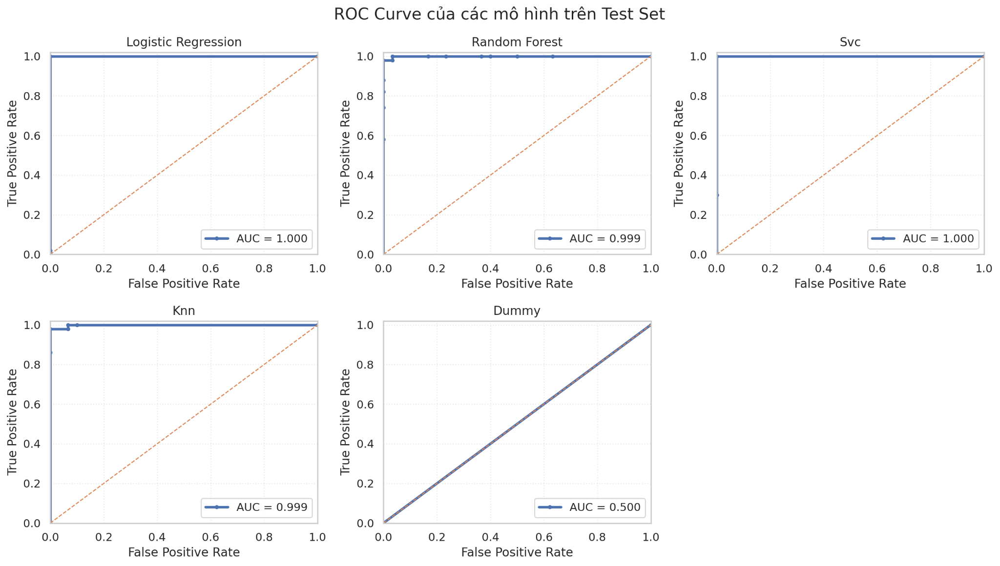 ROC Curve của các mô hình trên Test Set
Logistic Regression
True Positive Rate
1.0
0.8
0.6
0.4
0.2
0.0
AUC = 1.000
0.0 0.2 0.4 0.6 0.8 1.0
False Positive Rate
Random Forest
True Positive Rate
1.0
0.8
0.6
0.4
0.2
0.0
AUC = 0.999
0.0 0.2 0.4 0.6 0.8 1.0
False Positive Rate
Svc
True Positive Rate
1.0
0.8
0.6
0.4
0.2
0.0
AUC = 1.000
0.0 0.2 0.4 0.6 0.8 1.0
False Positive Rate
Knn
True Positive Rate
1.0
0.8
0.6
0.4
0.2
0.0
AUC = 0.999
0.0 0.2 0.4 0.6 0.8 1.0
False Positive Rate
Dummy
True Positive Rate
1.0
0.8
0.6
0.4
0.2
0.0
AUC = 0.500
0.0 0.2 0.4 0.6 0.8 1.0
False Positive Rate